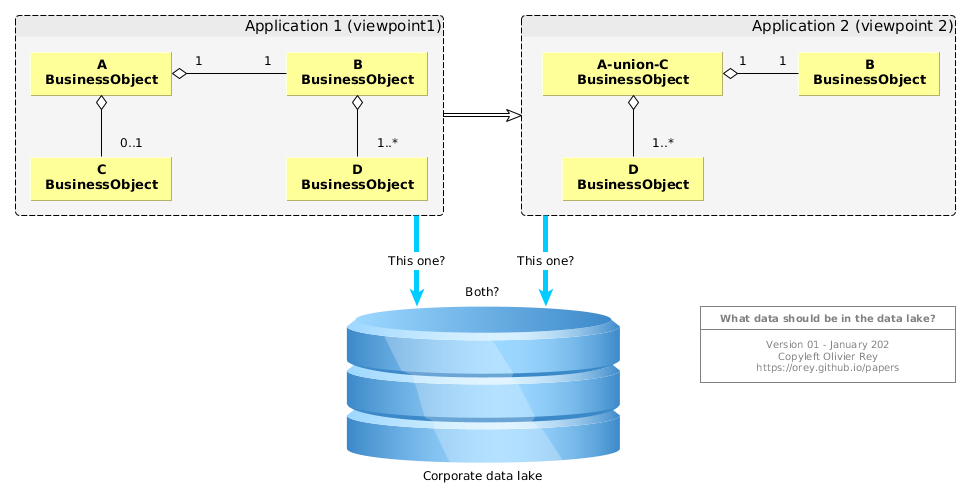 Application 1 (viewpoint1)
A
BusinessObject
1
1
B
BusinessObject
0..1
1..*
C
BusinessObject
D
BusinessObject
Application 2 (viewpoint 2)
A-union-C
BusinessObject
1
1
B
BusinessObject
1..*
D
BusinessObject
This one?
This one?
Both?
Corporate data lake
What data should be in the data lake?
Version 01 - January 202
Copyleft Olivier Rey
https://orey.github.io/papers